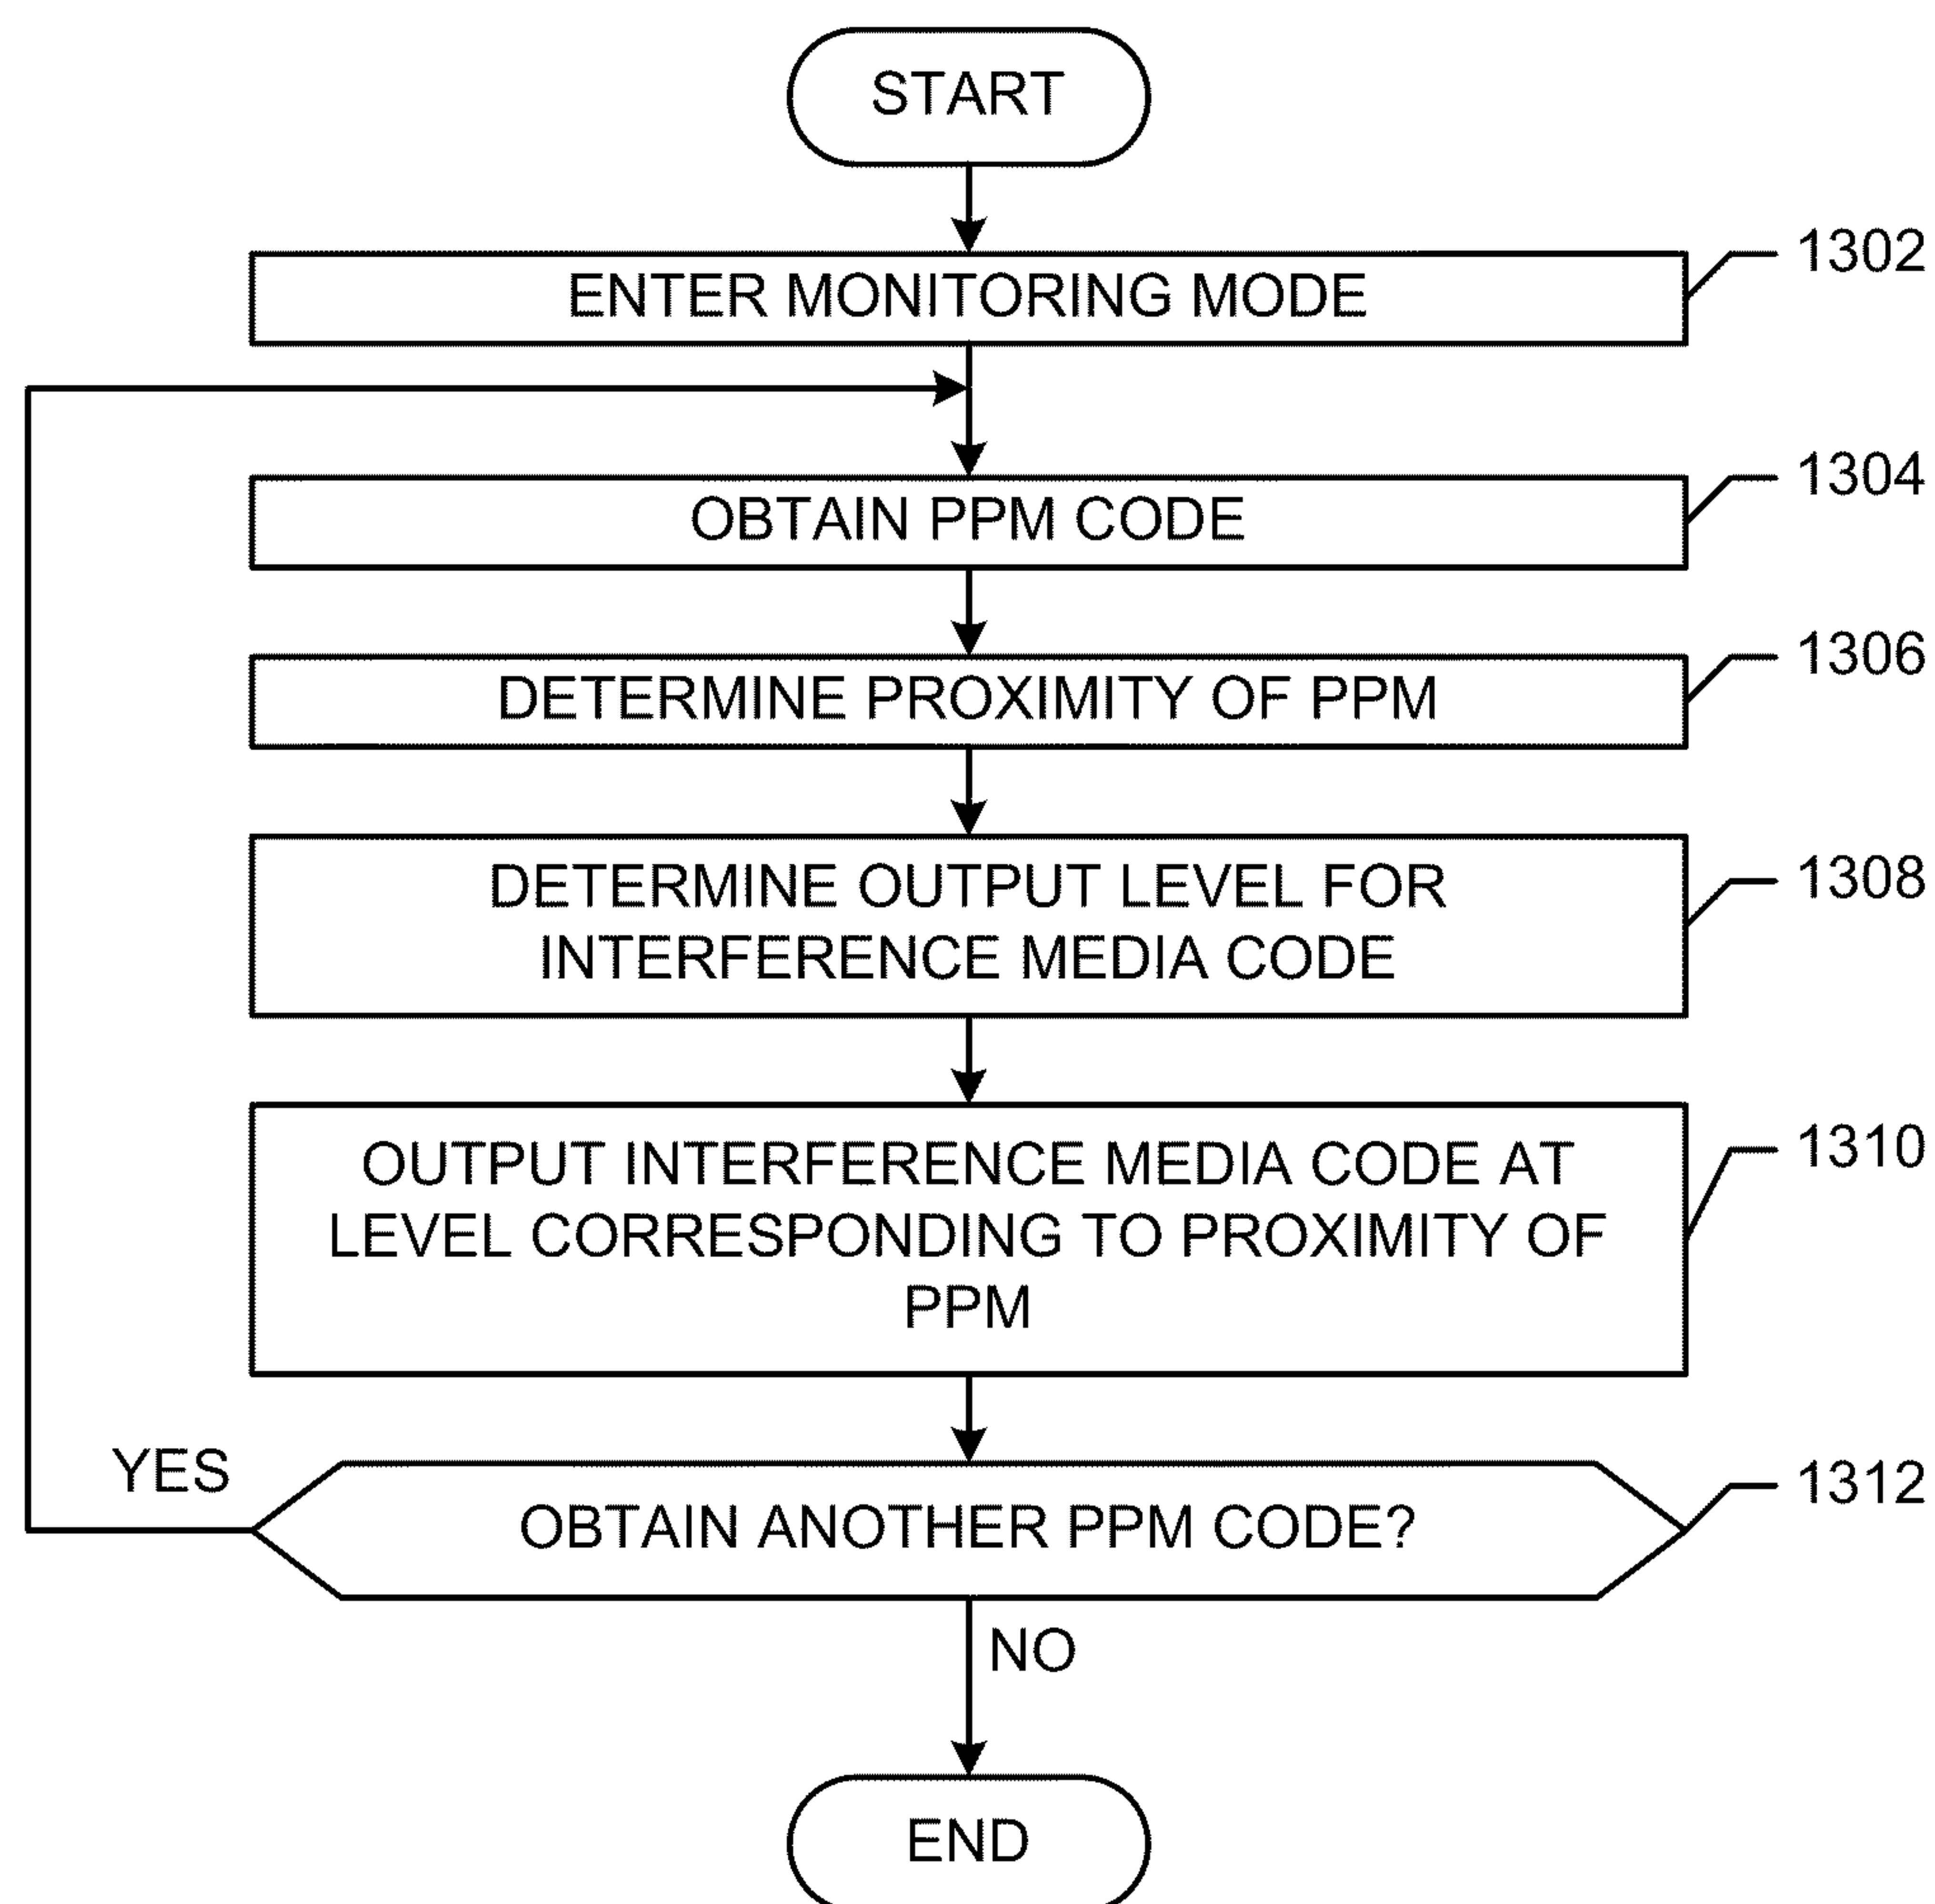 START
ENTER MONITORING MODE
1302
OBTAIN PPM CODE
1304
DETERMINE PROXIMITY OF PPM
1306
DETERMINE OUTPUT LEVEL FOR
INTERFERENCE MEDIA CODE
1308
OUTPUT INTERFERENCE MEDIA CODE AT
LEVEL CORRESPONDING TO PROXIMITY OF
PPM
1310
YES
OBTAIN ANOTHER PPM CODE?
1312
NO
END